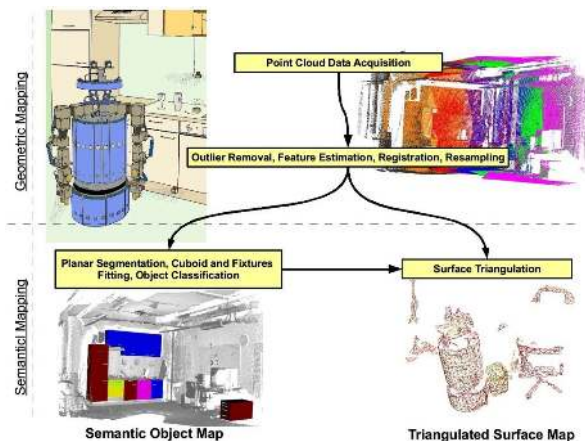 Geometric Mapping
Point Cloud Data Acquisition
Outlier Removal, Feature Estimation, Registration, Resampling
Semanticl Mapping
Planar Segmentation, Cuboid and Fixtures
Fitting, Object Classification
Surface Triangulation
Semantic Object Map
Triangulated Surface Map